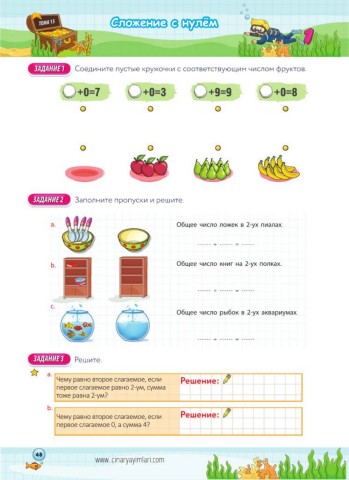 ТЕМА 13
Сложение с нулём
1
ЗАДАНИЕ 1 Соедините пустые кружочки с соответствующим числом фруктов.
+0=7 +0=3 +9=9 +0=8
ЗАДАНИЕ 2 Заполните пропуски и решите.
a.
Общее число ложек в 2-ух пиалах.
........ - ........ - ........
b.
Общее число книг на 2-ух полках.
........ - ........ - ........
c.
Общее число рыбок в 2-ух аквариумах.
........ - ........ - ........
ЗАДАНИЕ 3 Решите.
a.
Чему равно второе слагаемое, если
первое слагаемое равно 2-ум, сумма
тоже равна 2-ум?
Решение:
b.
Чему равно второе слагаемое, если
первое слагаемое 0, а сумма 4?
Решение:
48
www.cinaryayimlari.com